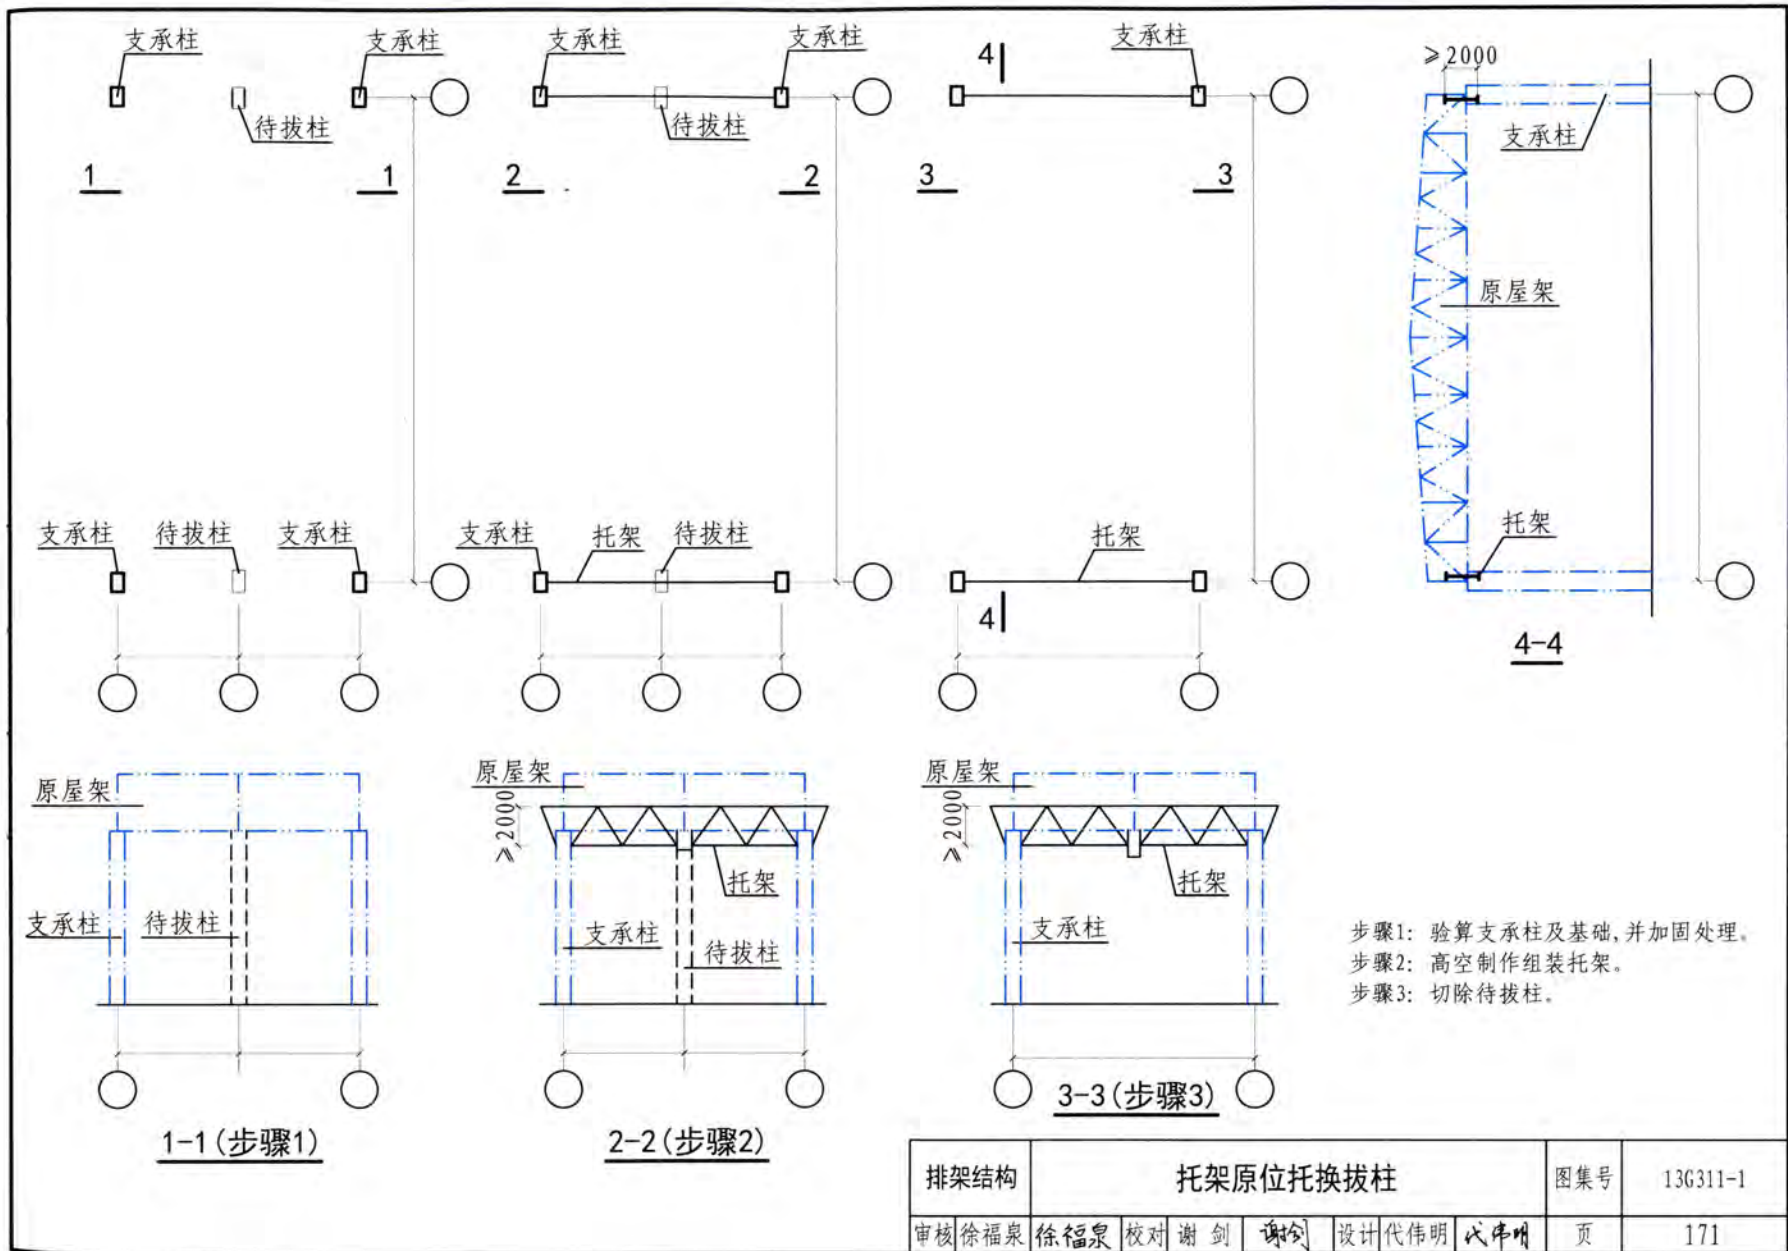 支承柱
支承柱
待拔柱
1
1
支承柱
待拔柱
支承柱
支承柱
支承柱
待拔柱
2
2
支承柱
托架
待拔柱
4
支承柱
3
3
托架
4
≥2000
支承柱
原屋架
托架
4-4
原屋架
支承柱
待拔柱
1-1(步骤1)
原屋架
≥2000
托架
支承柱
待拔柱
2-2(步骤2)
原屋架
≥2000
托架
支承柱
3-3(步骤3)
步骤1: 验算支承柱及基础,并加固处理。
步骤2: 高空制作组装托架。
步骤3: 切除待拔柱。
排架结构 托架原位托换拔柱 图集号 13G311-1
审核 徐福泉 徐福泉 校对 谢剑 谢剑 设计 代伟明 代伟明 页 171